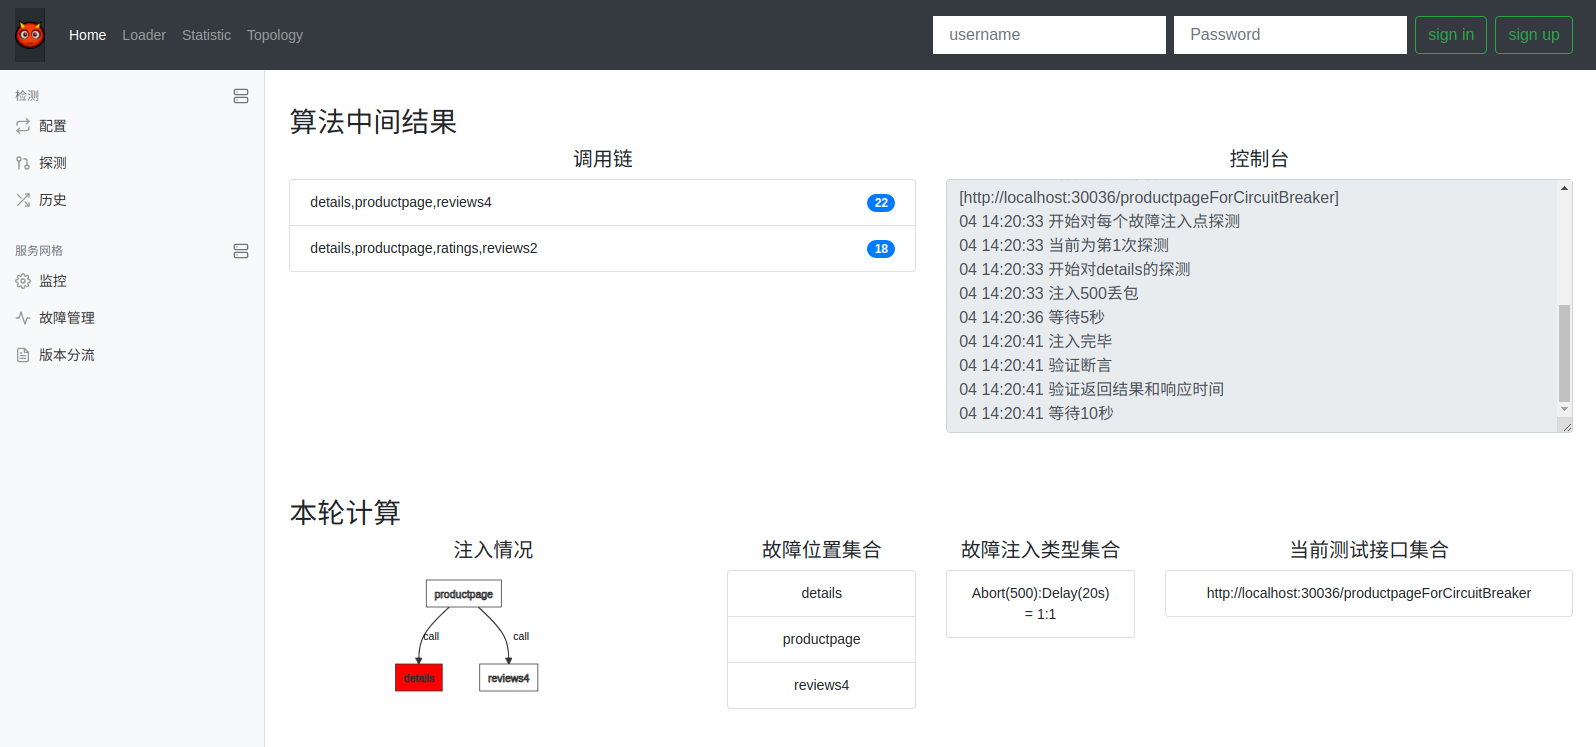 Home Loader Statistic Topology username Password sign in sign up
检测
配置
探测
历史
服务网格
监控
故障管理
版本分流
算法中间结果
调用链
details,productpage,reviews4 22
details,productpage,ratings,reviews2 18
控制台
[http://localhost:30036/productpageForCircuitBreaker]
04 14:20:33 开始对每个故障注入点探测
04 14:20:33 当前为第1次探测
04 14:20:33 开始对details的探测
04 14:20:33 注入500丢包
04 14:20:36 等待5秒
04 14:20:41 注入完毕
04 14:20:41 验证断言
04 14:20:41 验证返回结果和响应时间
04 14:20:41 等待10秒
本轮计算
注入情况
productpage
call call
details reviews4
故障位置集合
details
productpage
reviews4
故障注入类型集合
Abort(500):Delay(20s)
= 1:1
当前测试接口集合
http://localhost:30036/productpageForCircuitBreaker